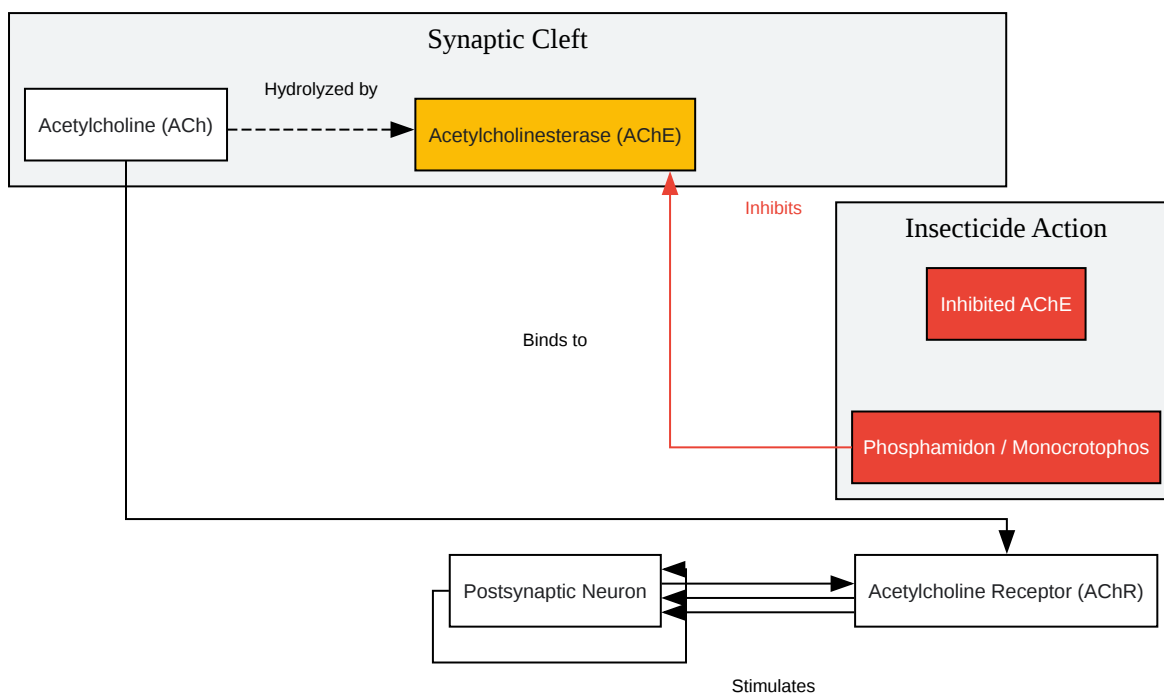 Synaptic Cleft
Hydrolyzed by
Acetylcholine (ACh)
Acetylcholinesterase (AChE)
Inhibits
Insecticide Action
Inhibited AChE
Binds to
Phosphamidon / Monocrotophos
Postsynaptic Neuron
Acetylcholine Receptor (AChR)
Stimulates